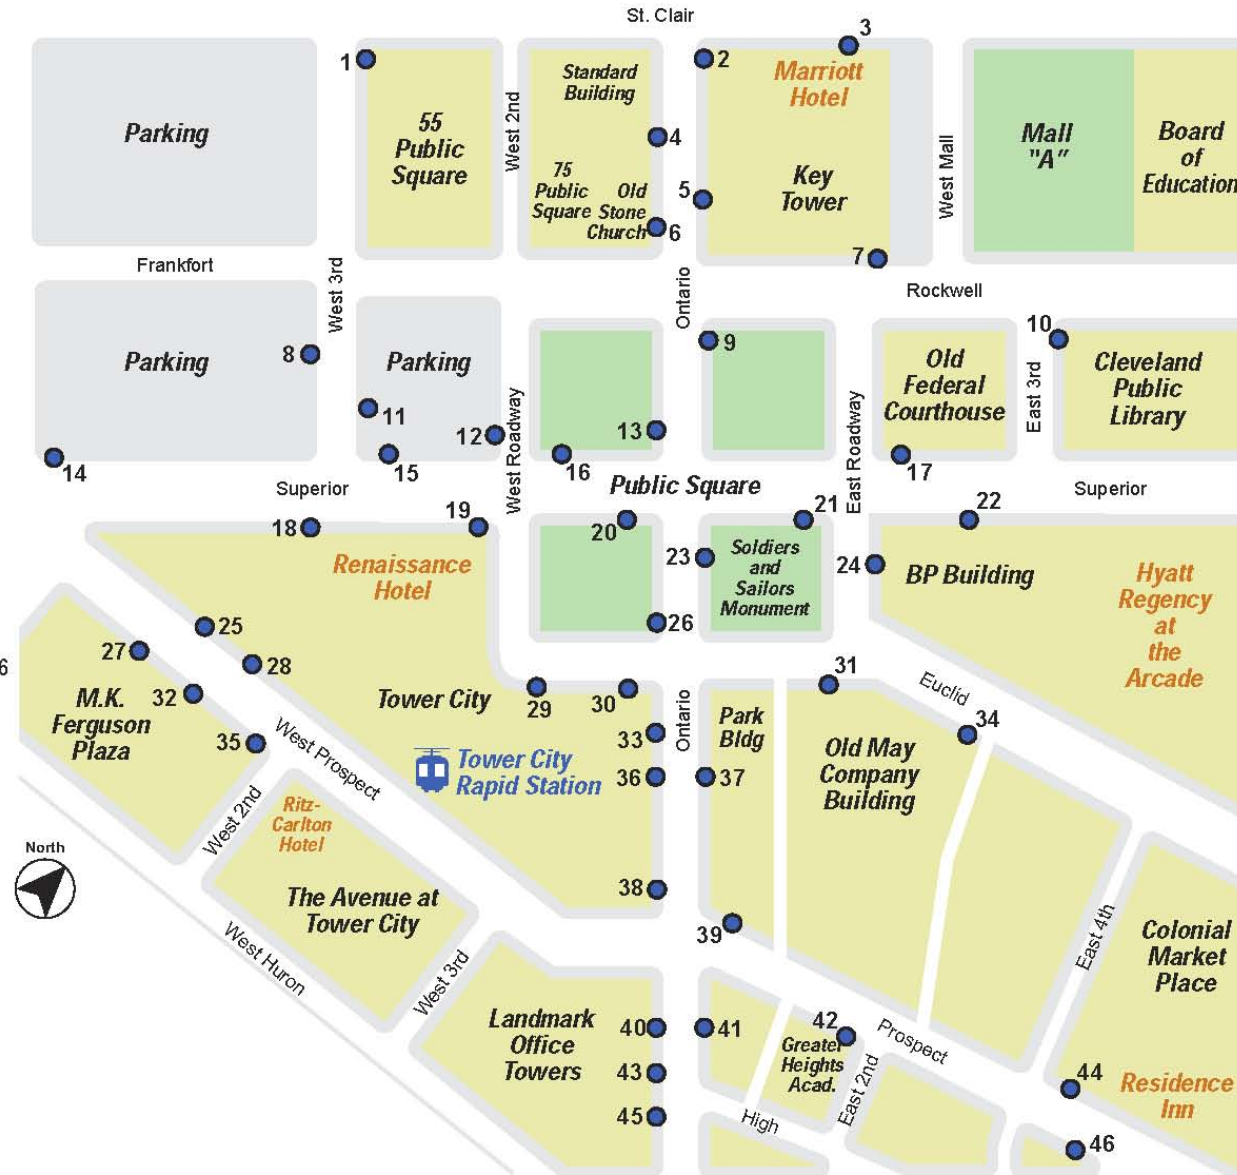 St. Clair
1
2
3
Parking
55
Public
Square
West 2nd
Standard
Building
75
Public
Square
Old
Stone
Church
4
5
6
Marriott
Hotel
Key
Tower
7
West Mall
Mall
"A"
Board
of
Education
Frankfort
West 3rd
Ontario
Rockwell
Parking
8
Parking
11
12
14
15
West Roadway
13
16
9
East Roadway
Old
Federal
Courthouse
17
East 3rd
10
Cleveland
Public
Library
Superior
Public Square
Superior
18
19
Renaissance
Hotel
20
21
23
Soldiers
and
Sailors
Monument
22
24
BP Building
Hyatt
Regency
at
the
Arcade
25
26
27
28
6
M.K.
Ferguson
Plaza
32
35
Tower City
29
30
31
Euclid
34
West Prospect
Tower City
Rapid Station
33
36
Ontario
Park
Bldg
37
Old May
Company
Building
West 2nd
Ritz-
Carlton
Hotel
North
The Avenue at
Tower City
38
39
West Huron
West 3rd
East 4th
Colonial
Market
Place
Landmark
Office
Towers
40
41
42
43
45
Greater
Heights
Acad.
Prospect
East 2nd
High
44
Residence
Inn
46